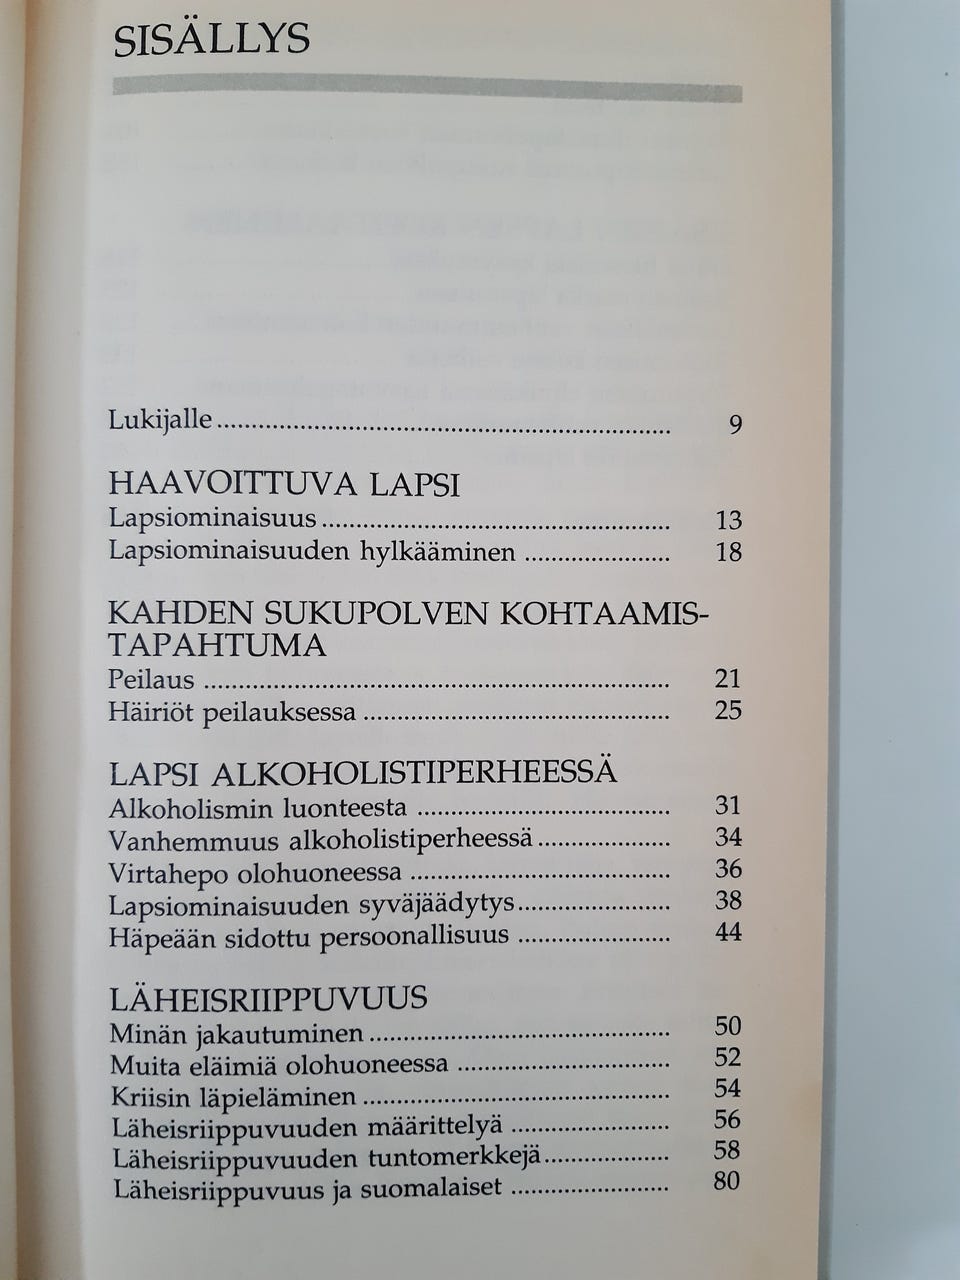 SISÄLLYS
Lukijalle .................... 9
HAAVOITTUVA LAPSI
Lapsiominaisuus .................... 13
Lapsiominaisuuden hylkääminen .................... 18
KAHDEN SUKUPOLVEN KOHTAAMIS-
TAPAHTUMA
Peilaus .................... 21
Häiriöt peilauksessa .................... 25
LAPSI ALKOHOLISTIPERHEESSÄ
Alkoholismin luonteesta .................... 31
Vanhemmuus alkoholistiperheessä .................... 34
Virtahepo olohuoneessa .................... 36
Lapsiominaisuuden syväjäädytys .................... 38
Häpeään sidottu persoonallisuus .................... 44
LÄHEISRIIPPUVUUS
Minän jakautuminen .................... 50
Muita eläimiä olohuoneessa .................... 52
Kriisin läpieläminen .................... 54
Läheisriippuvuuden määrittelyä .................... 56
Läheisriippuvuuden tuntomerkkejä .................... 58
Läheisriippuvuus ja suomalaiset .................... 80